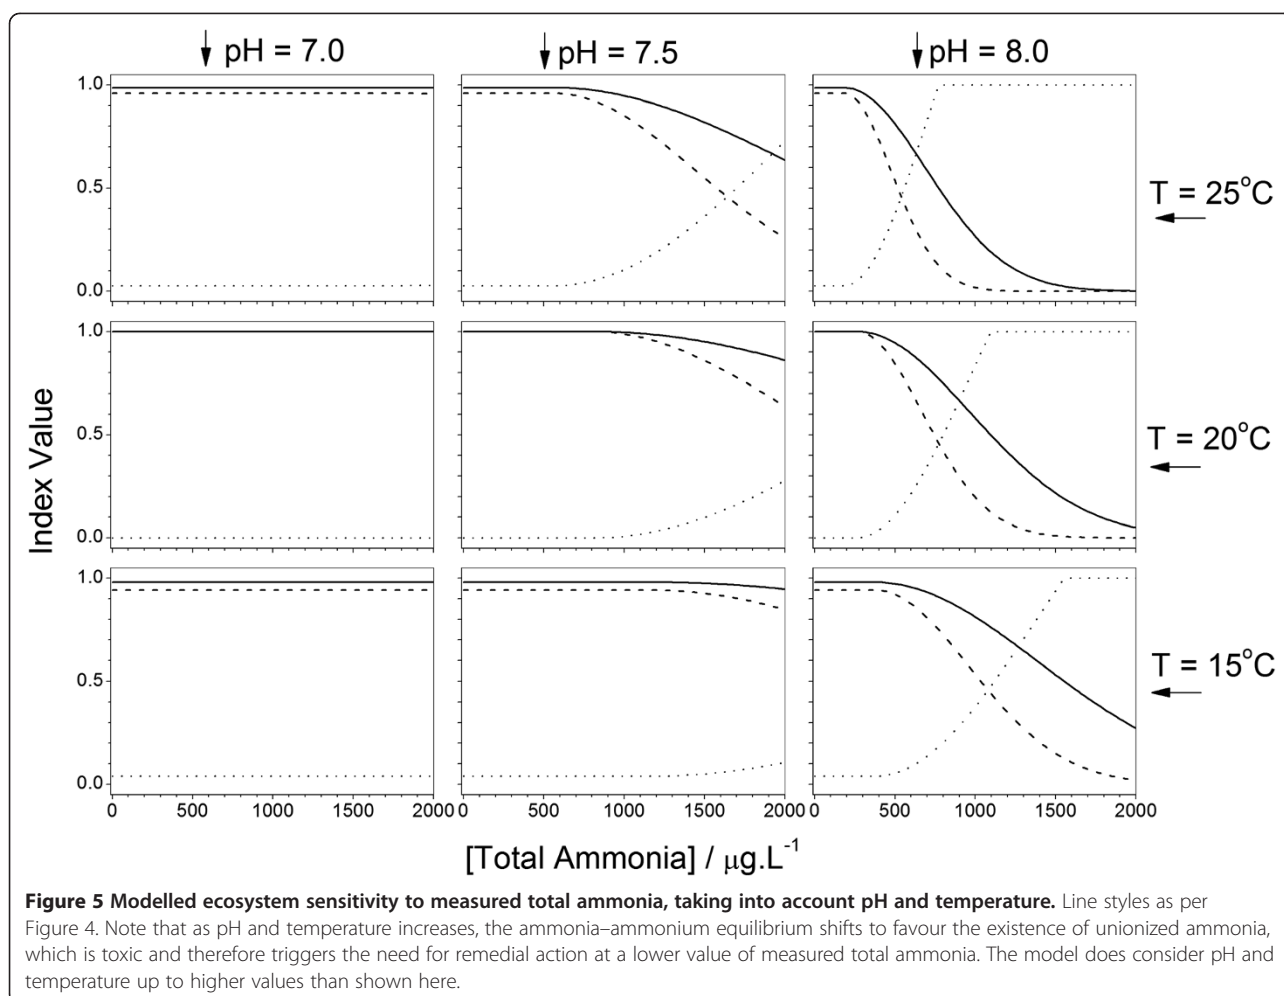 ↓ pH = 7.0 ↓ pH = 7.5 ↓ pH = 8.0
1.0
0.5
0.0
T = 25°C
←
1.0
0.5
0.0
T = 20°C
←
1.0
0.5
0.0
T = 15°C
←
Index Value
0 500 1000 1500 2000 0 500 1000 1500 2000 0 500 1000 1500 2000
[Total Ammonia] / μg.L⁻¹
Figure 5 Modelled ecosystem sensitivity to measured total ammonia, taking into account pH and temperature. Line styles as per
Figure 4. Note that as pH and temperature increases, the ammonia–ammonium equilibrium shifts to favour the existence of unionized ammonia,
which is toxic and therefore triggers the need for remedial action at a lower value of measured total ammonia. The model does consider pH and
temperature up to higher values than shown here.